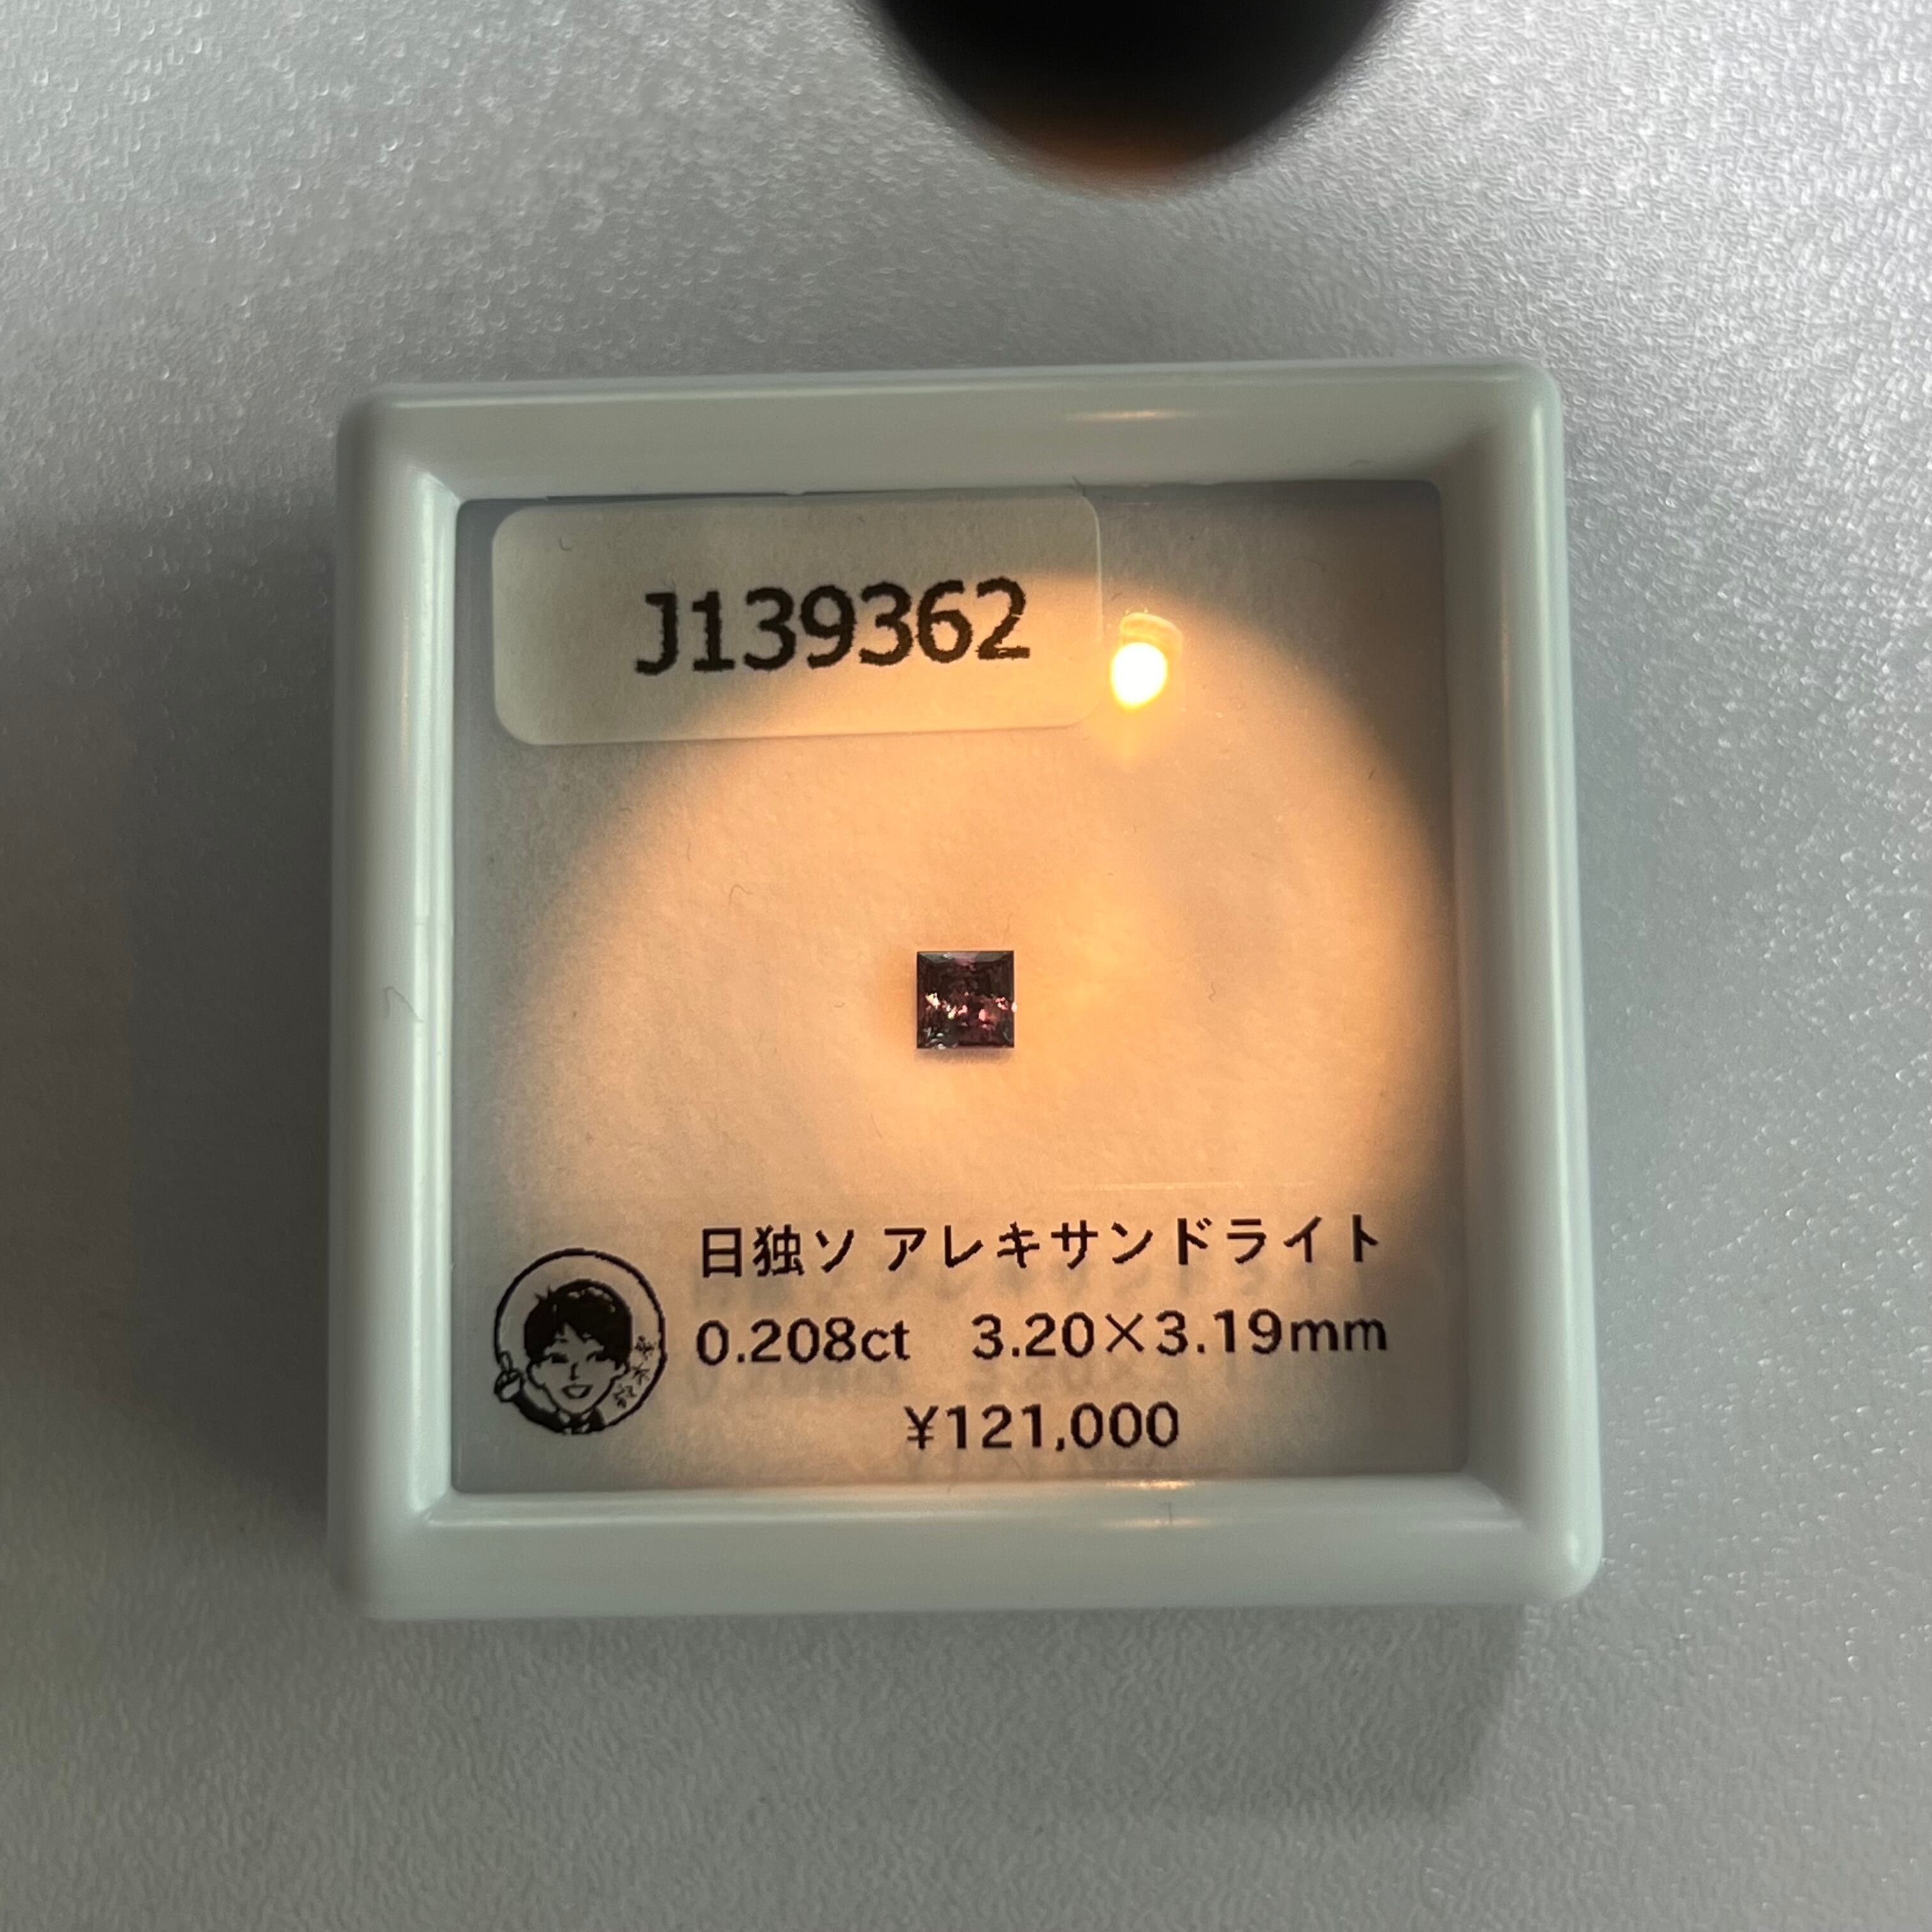 J139362
日独ソ アレキサンドライト
0.208ct 3.20×3.19mm
¥121,000